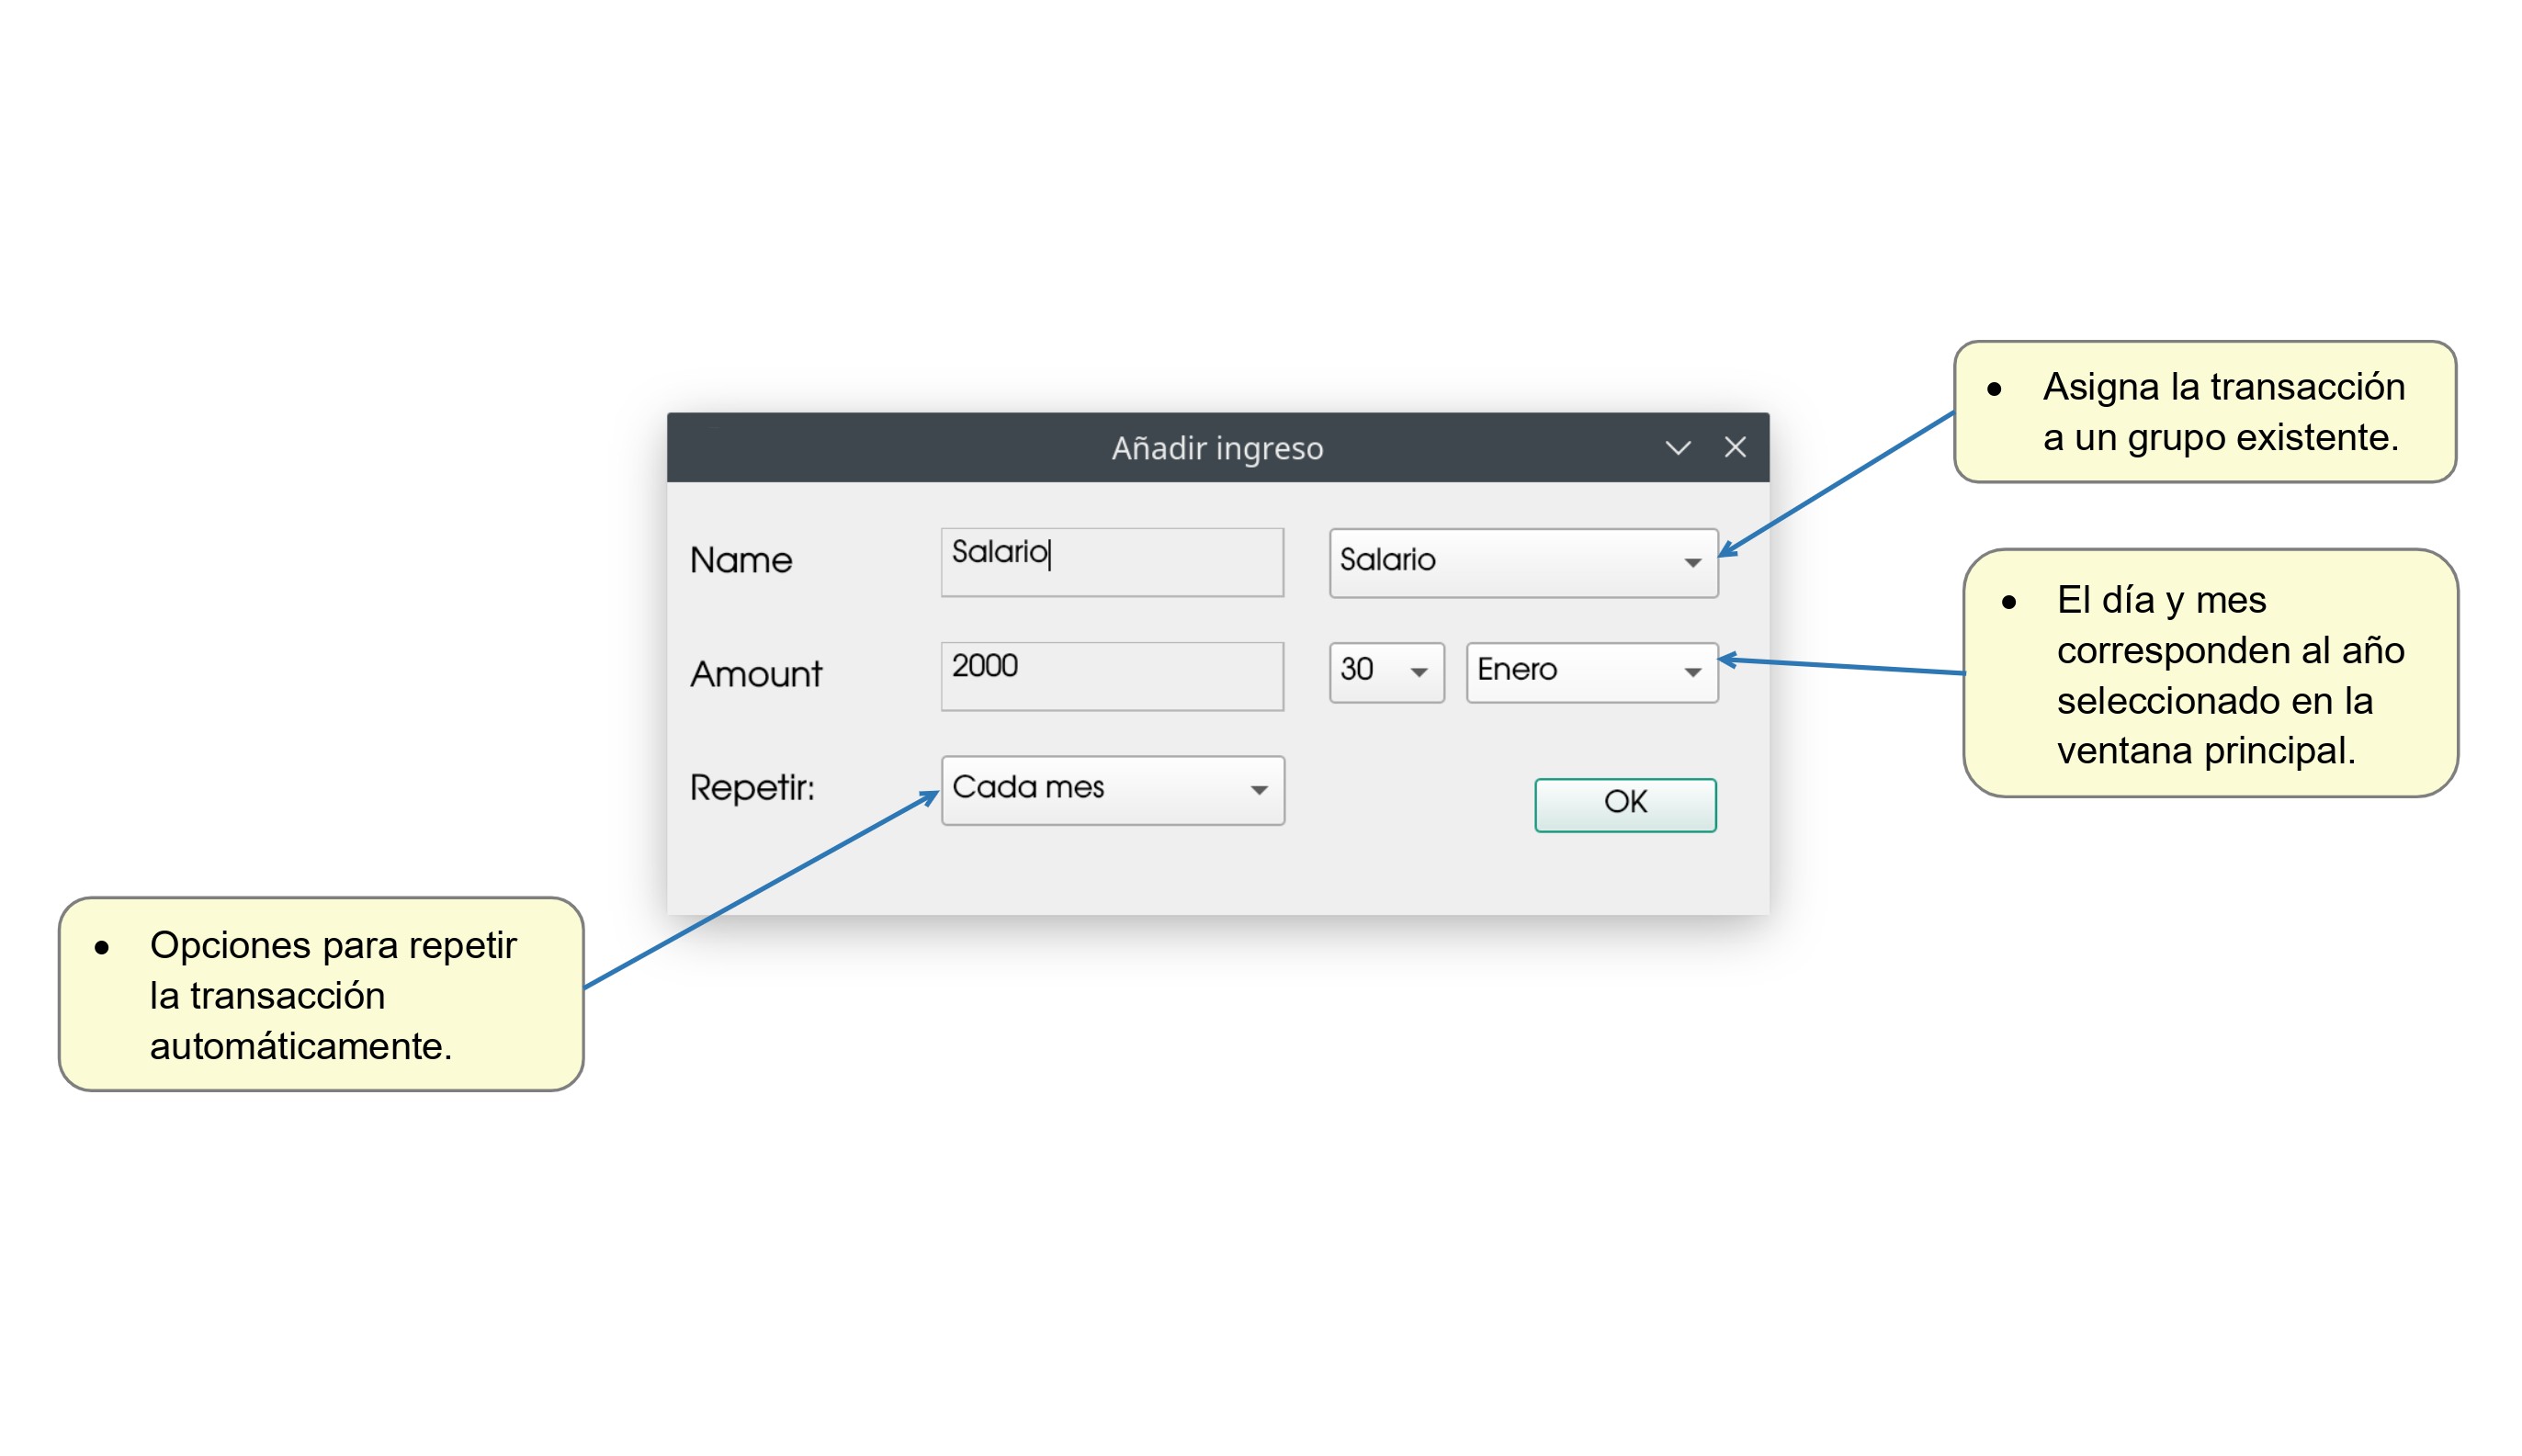 Añadir ingreso
Name
Salario
Salario
Amount
2000
30
Enero
Repetir:
Cada mes
OK
• Asigna la transacción
a un grupo existente.
• El día y mes
corresponden al año
seleccionado en la
ventana principal.
• Opciones para repetir
la transacción
automáticamente.